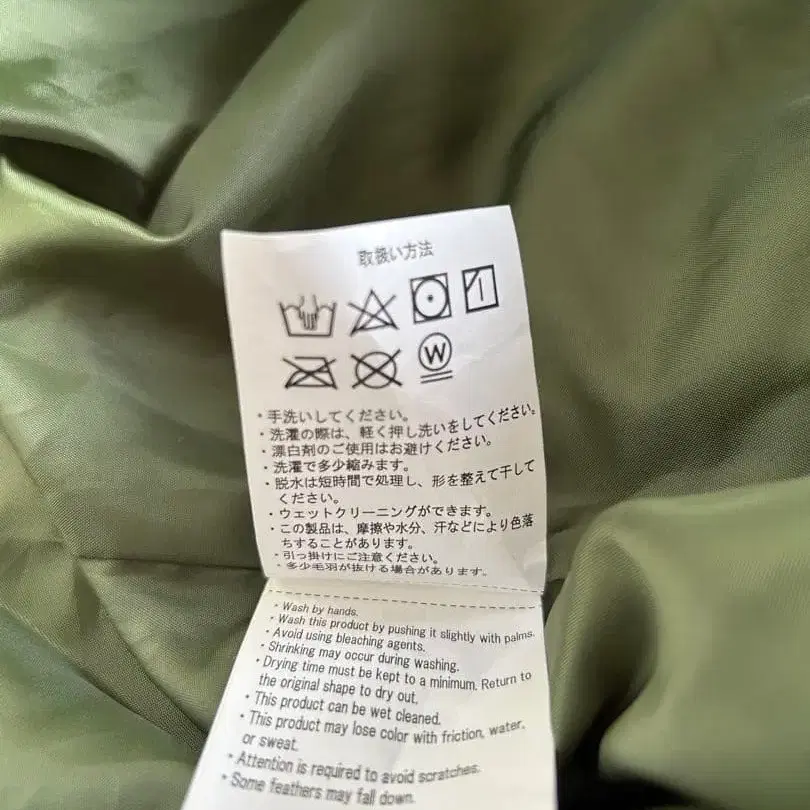 取扱い方法
W
・手洗いしてください。
・洗濯の際は、軽く押し洗いをしてください。
・漂白剤のご使用はお避けください。
・洗濯で多少縮みます。
・脱水は短時間で処理し、形を整えて干して
ください。
・ウェットクリーニングができます。
・この製品は、摩擦や水分、汗などにより色落
ちすることがあります。
・引っ掛けにご注意ください。
・多少毛羽が抜ける場合があります。
・Wash by hands.
・Wash this product by pushing it slightly with palms.
・Avoid using bleaching agents.
・Shrinking may occur during washing.
・Drying time must be kept to a minimum. Return to
the original shape to dry out.
・This product can be wet cleaned.
・This product may lose color with friction, water,
or sweat.
・Attention is required to avoid scratches.
・Some feathers may fall down.